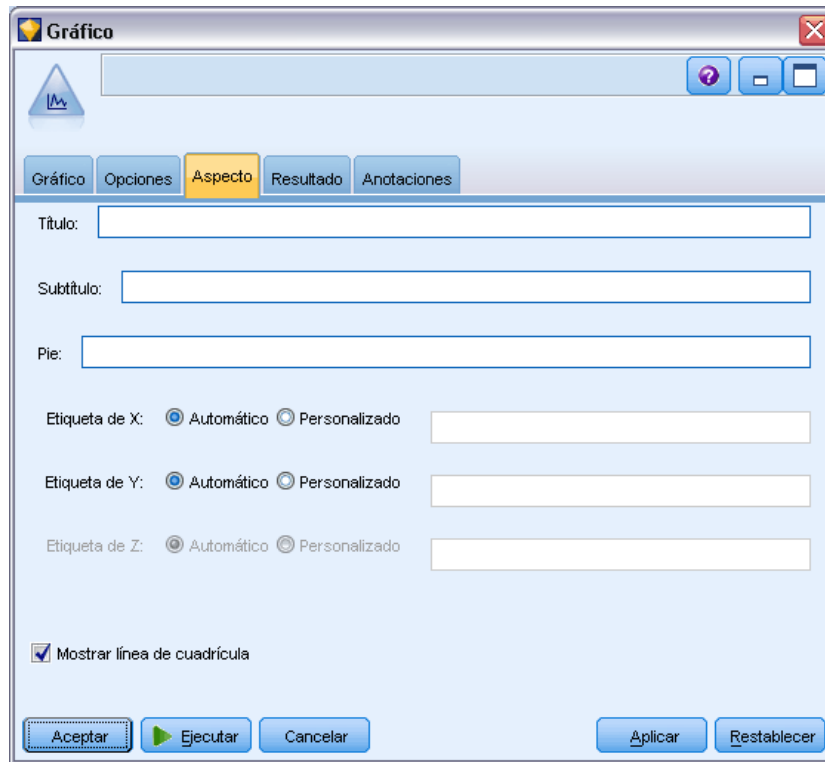 Gráfico
Gráfico Opciones Aspecto Resultado Anotaciones
Título:
Subtítulo:
Pie:
Etiqueta de X: Automático Personalizado
Etiqueta de Y: Automático Personalizado
Etiqueta de Z: Automático Personalizado
Mostrar línea de cuadrícula
Aceptar Ejecutar Cancelar Aplicar Restablecer